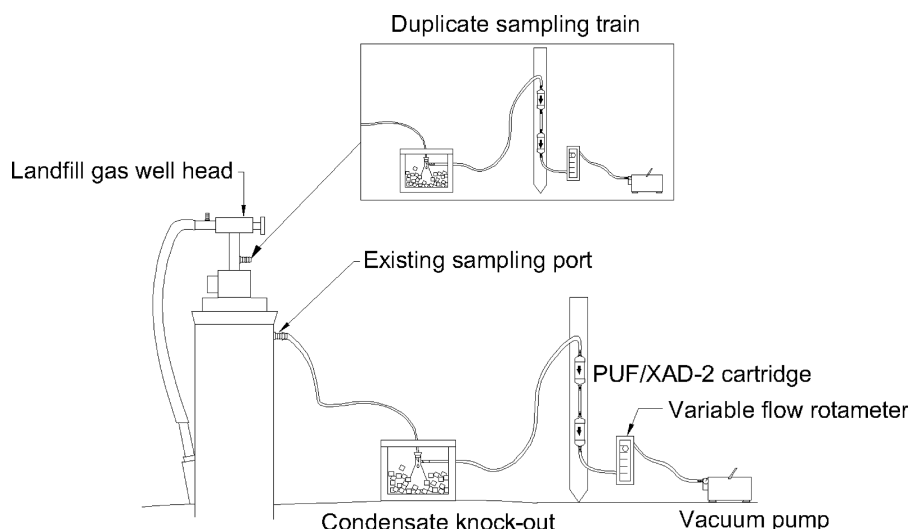 Duplicate sampling train
Landfill gas well head
Existing sampling port
PUF/XAD-2 cartridge
Variable flow rotameter
Condensate knock-out
Vacuum pump